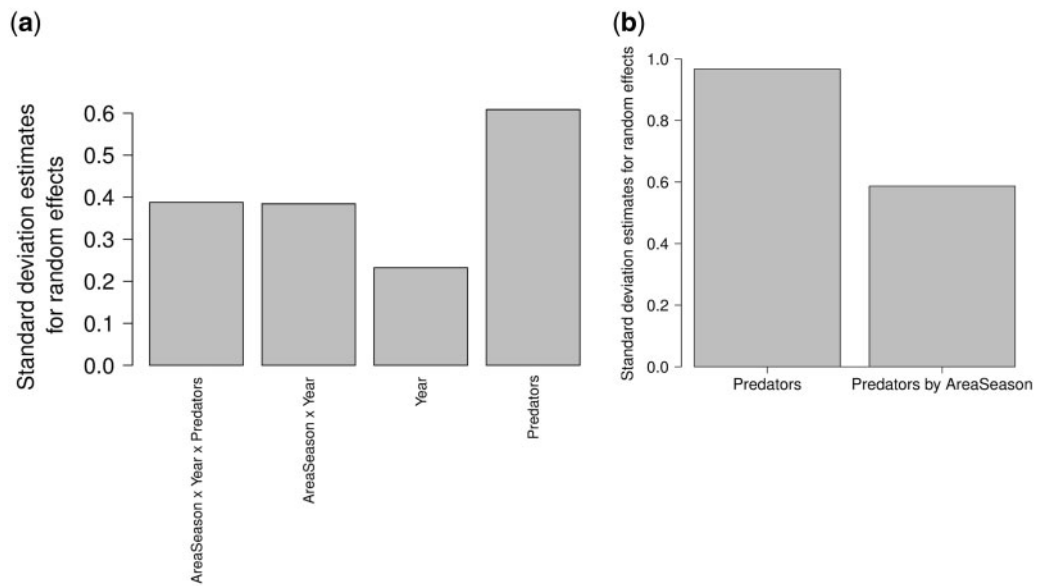 (a)
Standard deviation estimates
for random effects
0.6
0.5
0.4
0.3
0.2
0.1
0.0
AreaSeason x Year x Predators
AreaSeason x Year
Year
Predators
(b)
Standard deviation estimates for random effects
1.0
0.8
0.6
0.4
0.2
0.0
Predators
Predators by AreaSeason